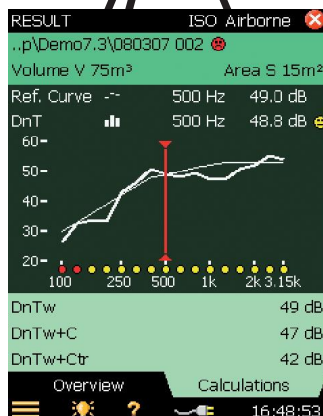 RESULT ISO Airborne
..p\Demo7.3\080307 002
Volume V 75m³ Area S 15m²
Ref. Curve 500 Hz 49.0 dB
DnT 500 Hz 48.8 dB
60
50
40
30
20
100 250 500 1k 2k 3.15k
DnTw 49 dB
DnTw+C 47 dB
DnTw+Ctr 42 dB
Overview Calculations
? 16:48:53